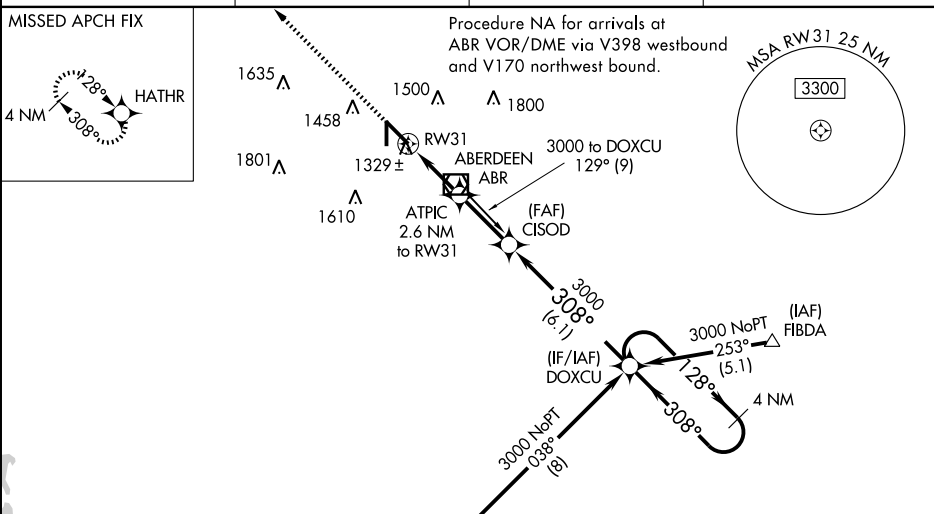 MISSED APCH FIX
128°
HATHR
4 NM
308°
Procedure NA for arrivals at
ABR VOR/DME via V398 westbound
and V170 northwest bound.
MSA RW31 25 NM
3300
1635
1500
1800
1458
RW31
1329 ±
1801
1610
ABERDEEN
ABR
3000 to DOXCU
129° (9)
ATPIC
2.6 NM
to RW31
(FAF)
CISOD
3000
308°
(6.1)
(IAF)
FIBDA
3000 NoPT
253°
(5.1)
(IF/IAF)
DOXCU
128°
4 NM
308°
3000 NoPT
038°
(8)